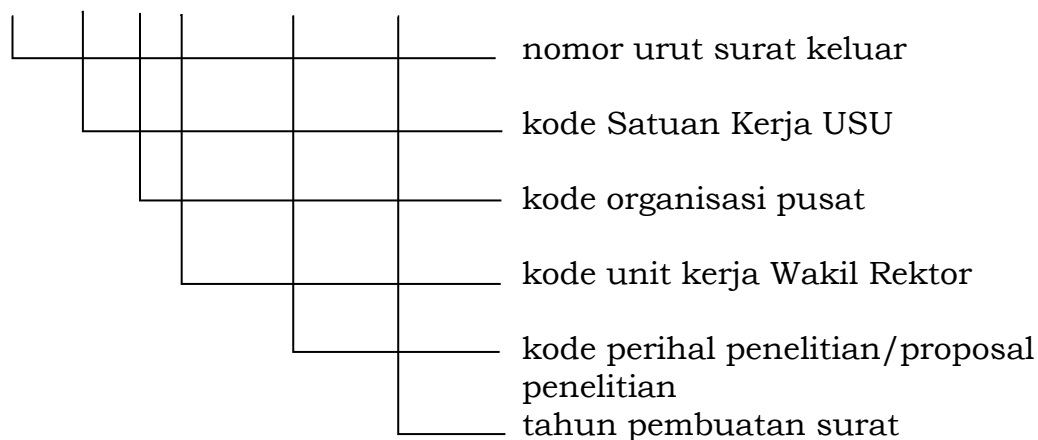 nomor urut surat keluar
kode Satuan Kerja USU
kode organisasi pusat
kode unit kerja Wakil Rektor
kode perihal penelitian/proposal
penelitian
tahun pembuatan surat